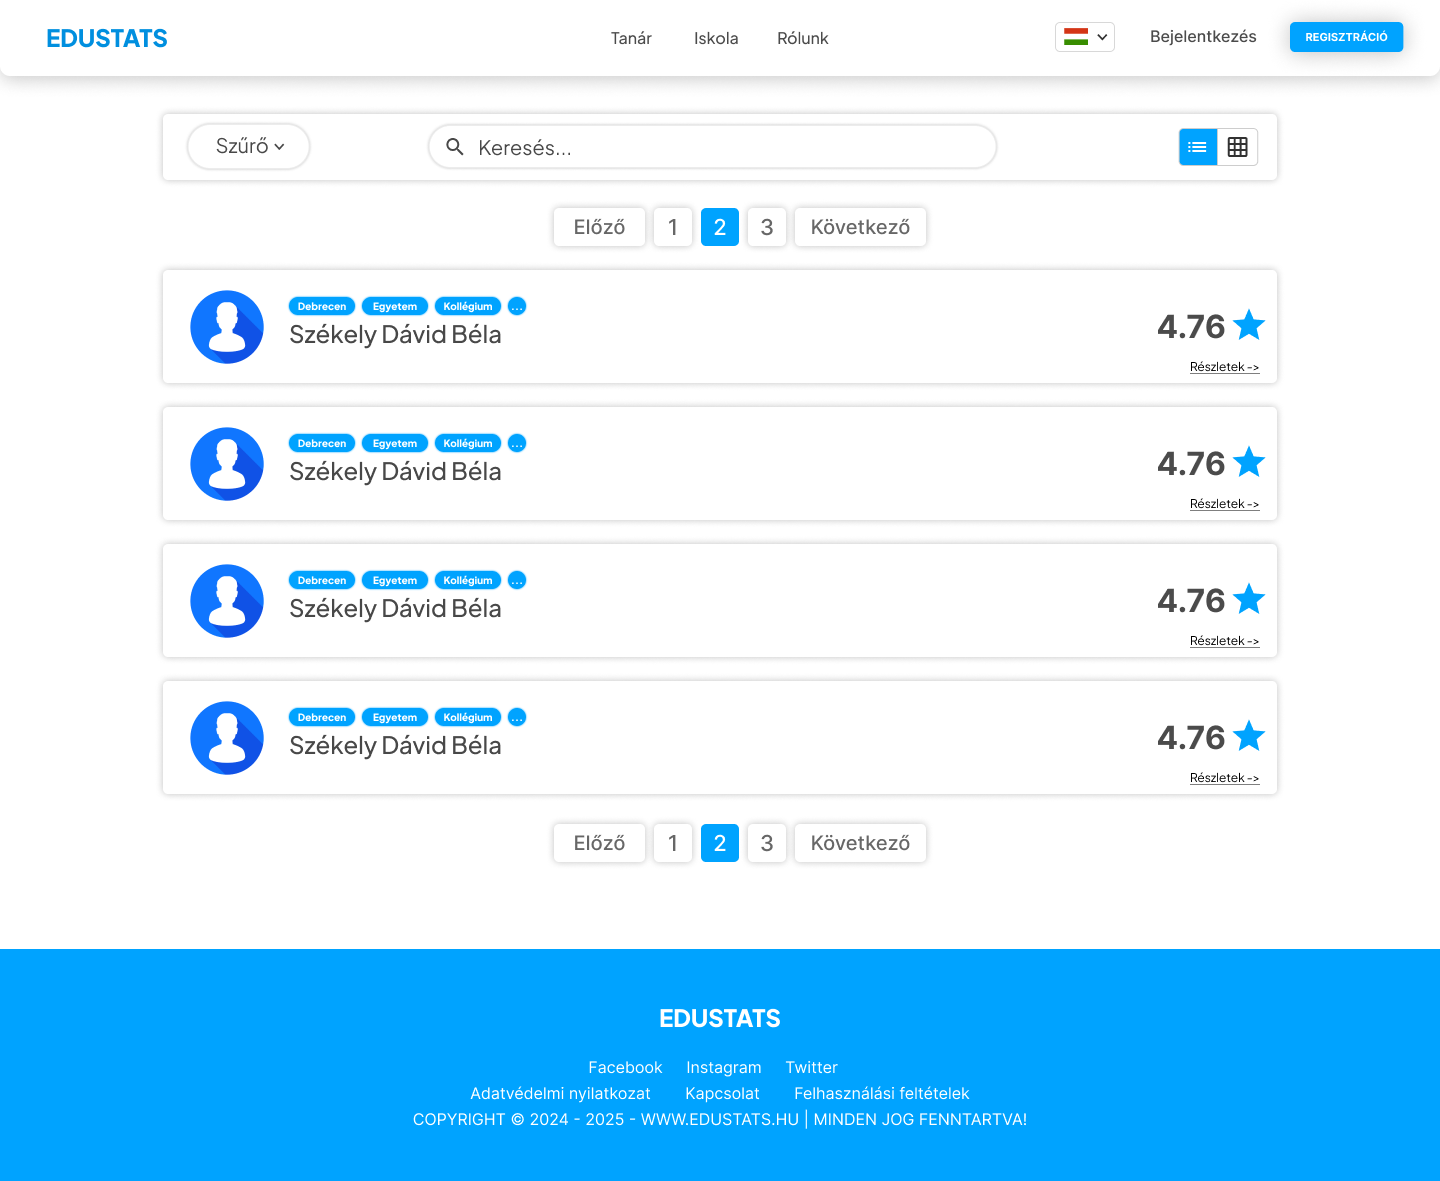 EDUSTATS Tanár Iskola Rólunk Bejelentkezés REGISZTRÁCIÓ
Szűrő Keresés...
Előző 1 2 3 Következő
Debrecen Egyetem Kollégium ...
Székely Dávid Béla
4.76
Részletek ->
Debrecen Egyetem Kollégium ...
Székely Dávid Béla
4.76
Részletek ->
Debrecen Egyetem Kollégium ...
Székely Dávid Béla
4.76
Részletek ->
Debrecen Egyetem Kollégium ...
Székely Dávid Béla
4.76
Részletek ->
Előző 1 2 3 Következő
EDUSTATS
Facebook Instagram Twitter
Adatvédelmi nyilatkozat Kapcsolat Felhasználási feltételek
COPYRIGHT © 2024 - 2025 - WWW.EDUSTATS.HU | MINDEN JOG FENNTARTVA!